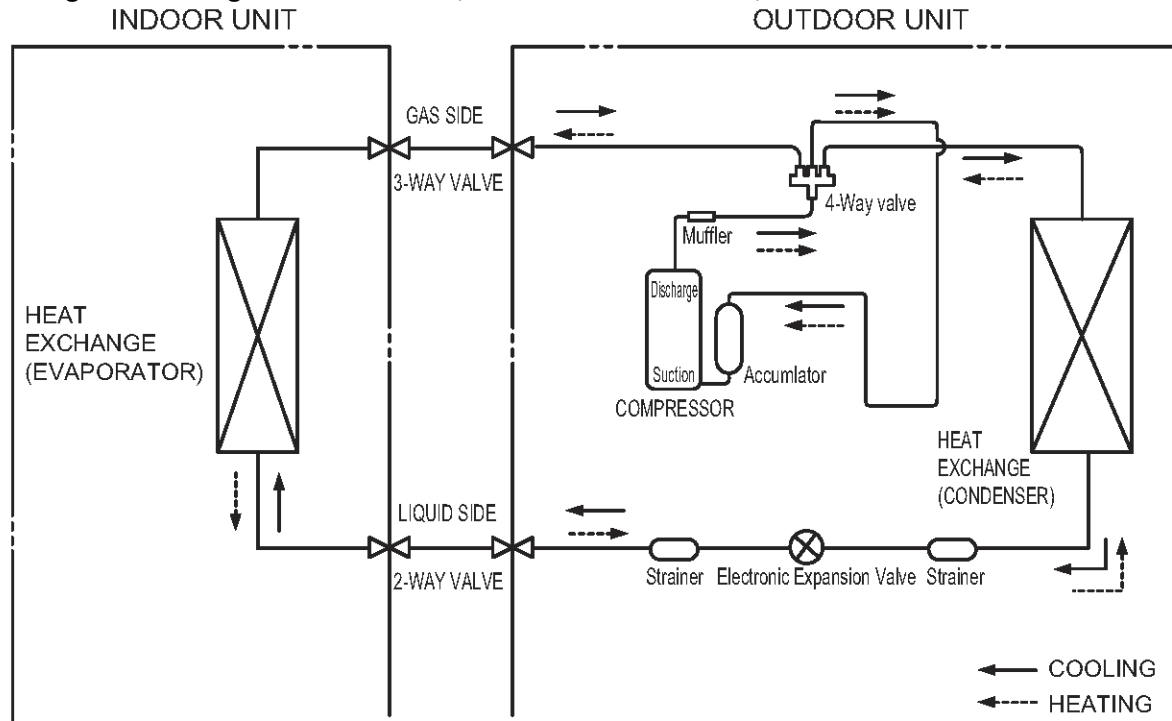 INDOOR UNIT
OUTDOOR UNIT
GAS SIDE
3-WAY VALVE
4-Way valve
Muffler
Discharge
Suction
Accumlator
COMPRESSOR
HEAT
EXCHANGE
(EVAPORATOR)
HEAT
EXCHANGE
(CONDENSER)
LIQUID SIDE
2-WAY VALVE
Strainer
Electronic Expansion Valve
Strainer
COOLING
HEATING